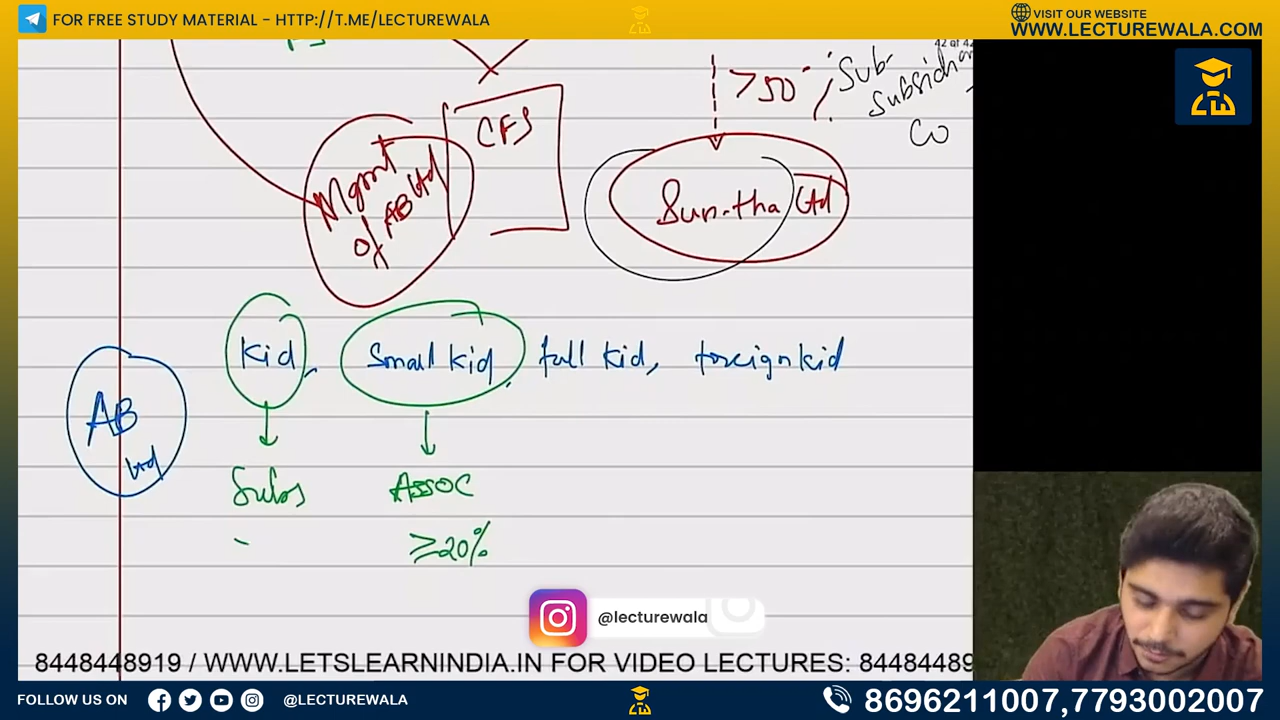 FOR FREE STUDY MATERIAL - HTTP://T.ME/LECTUREWALA
VISIT OUR WEBSITE
WWW.LECTUREWALA.COM
>50 %
Sub-
Subsidiary
Co
CFS
Mgmt
of AB Ltd
Sun-tha Ltd
Kid, Small kid, tall kid, foreign kid
AB
Ltd
Subs
ASSOC
≥20%
@lecturewala
8448448919 / WWW.LETSLEARNINDIA.IN FOR VIDEO LECTURES: 84484489
FOLLOW US ON
@LECTUREWALA
8696211007,7793002007